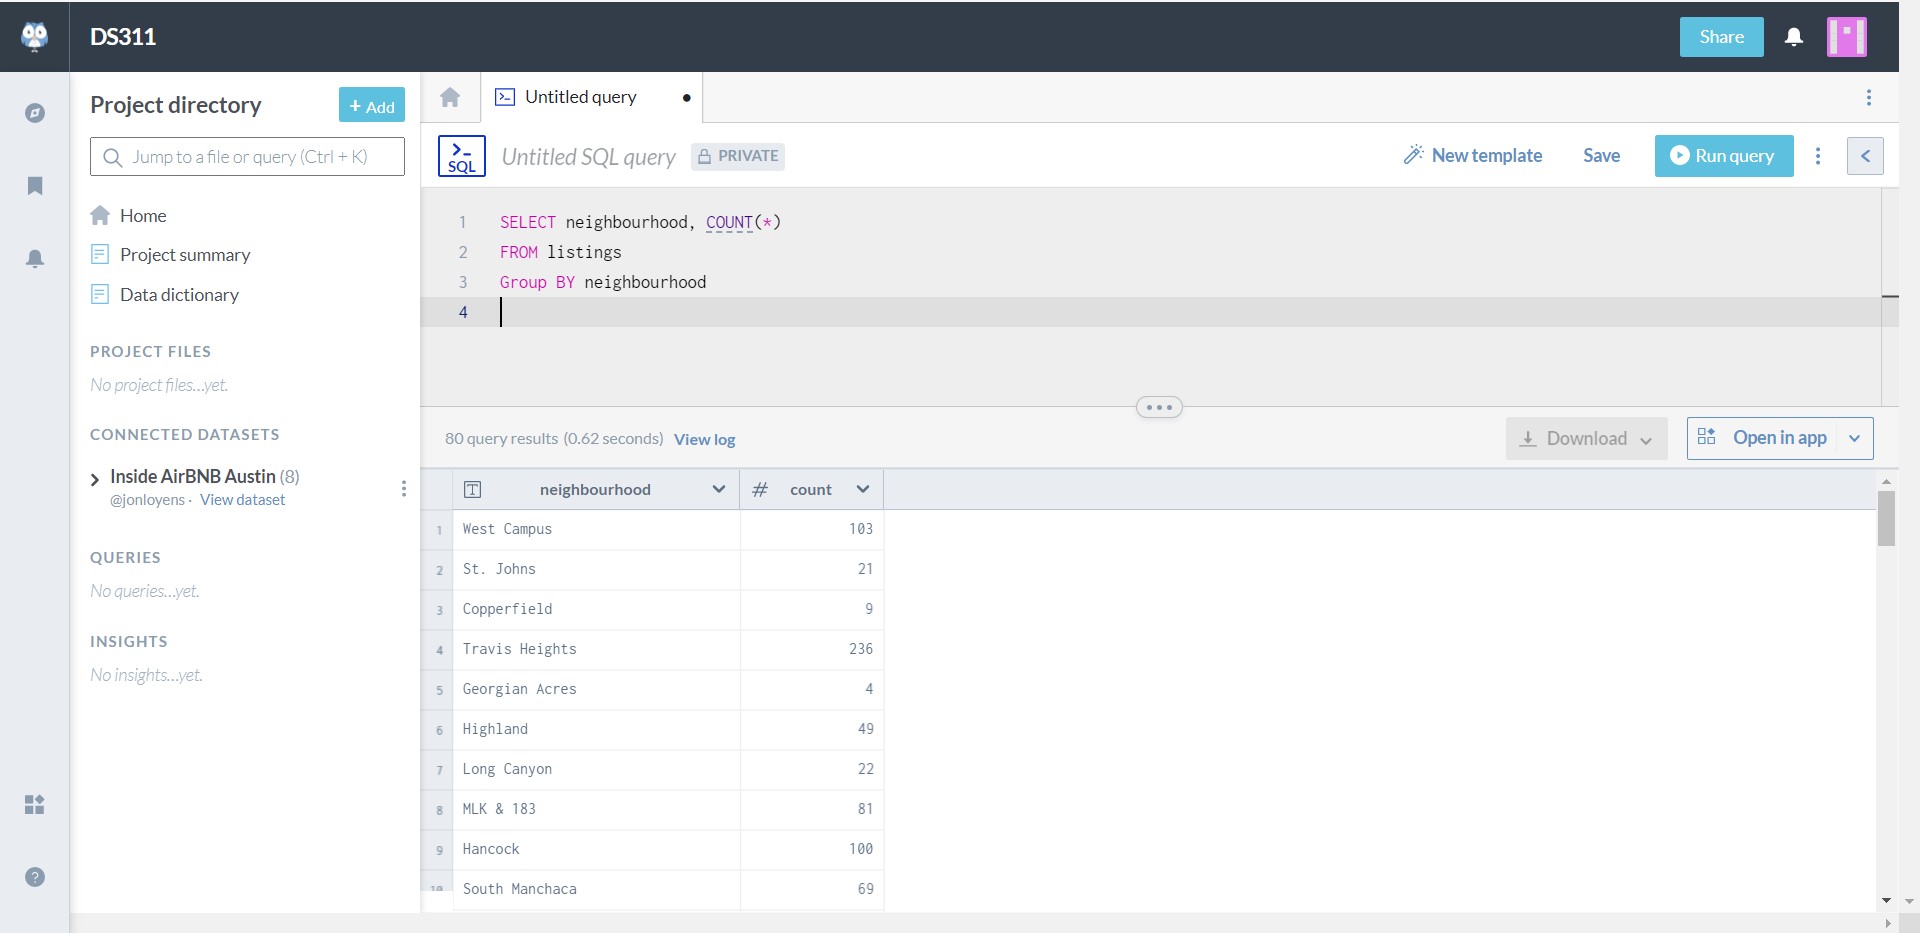 DS311
Share
Project directory
+ Add
Jump to a file or query (Ctrl + K)
Home
Project summary
Data dictionary
PROJECT FILES
No project files...yet.
CONNECTED DATASETS
Inside AirBNB Austin (8)
@jonloyens · View dataset
QUERIES
No queries...yet.
INSIGHTS
No insights...yet.
Untitled query
SQL
Untitled SQL query
PRIVATE
New template
Save
Run query
1 SELECT neighbourhood, COUNT(*)
2 FROM listings
3 Group BY neighbourhood
4
80 query results (0.62 seconds) View log
Download
Open in app
neighbourhood # count
1 West Campus 103
2 St. Johns 21
3 Copperfield 9
4 Travis Heights 236
5 Georgian Acres 4
6 Highland 49
7 Long Canyon 22
8 MLK & 183 81
9 Hancock 100
10 South Manchaca 69